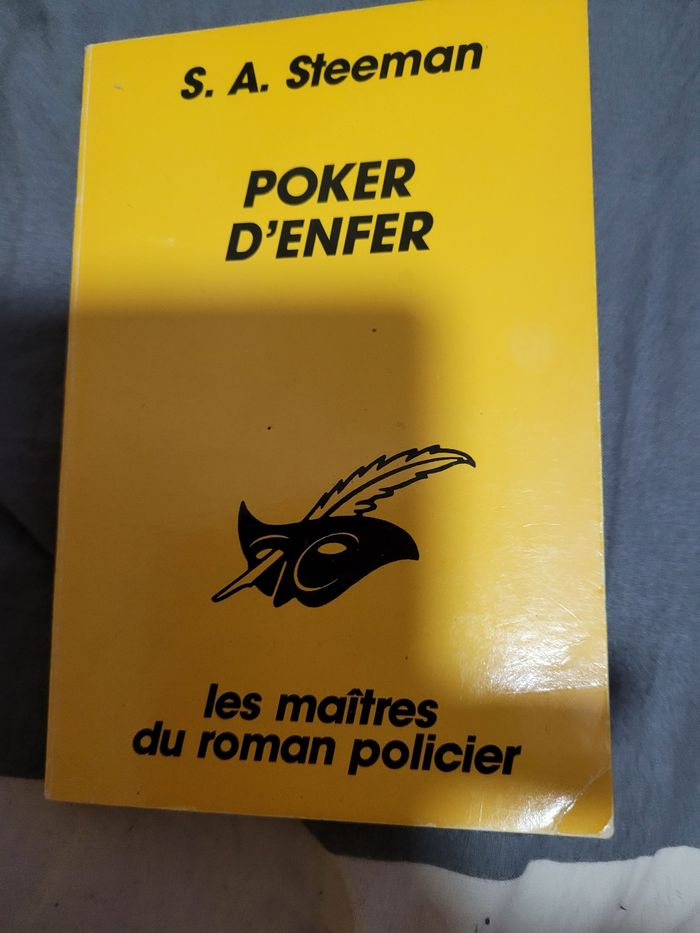 S. A. Steeman
POKER
D'ENFER
les maîtres
du roman policier